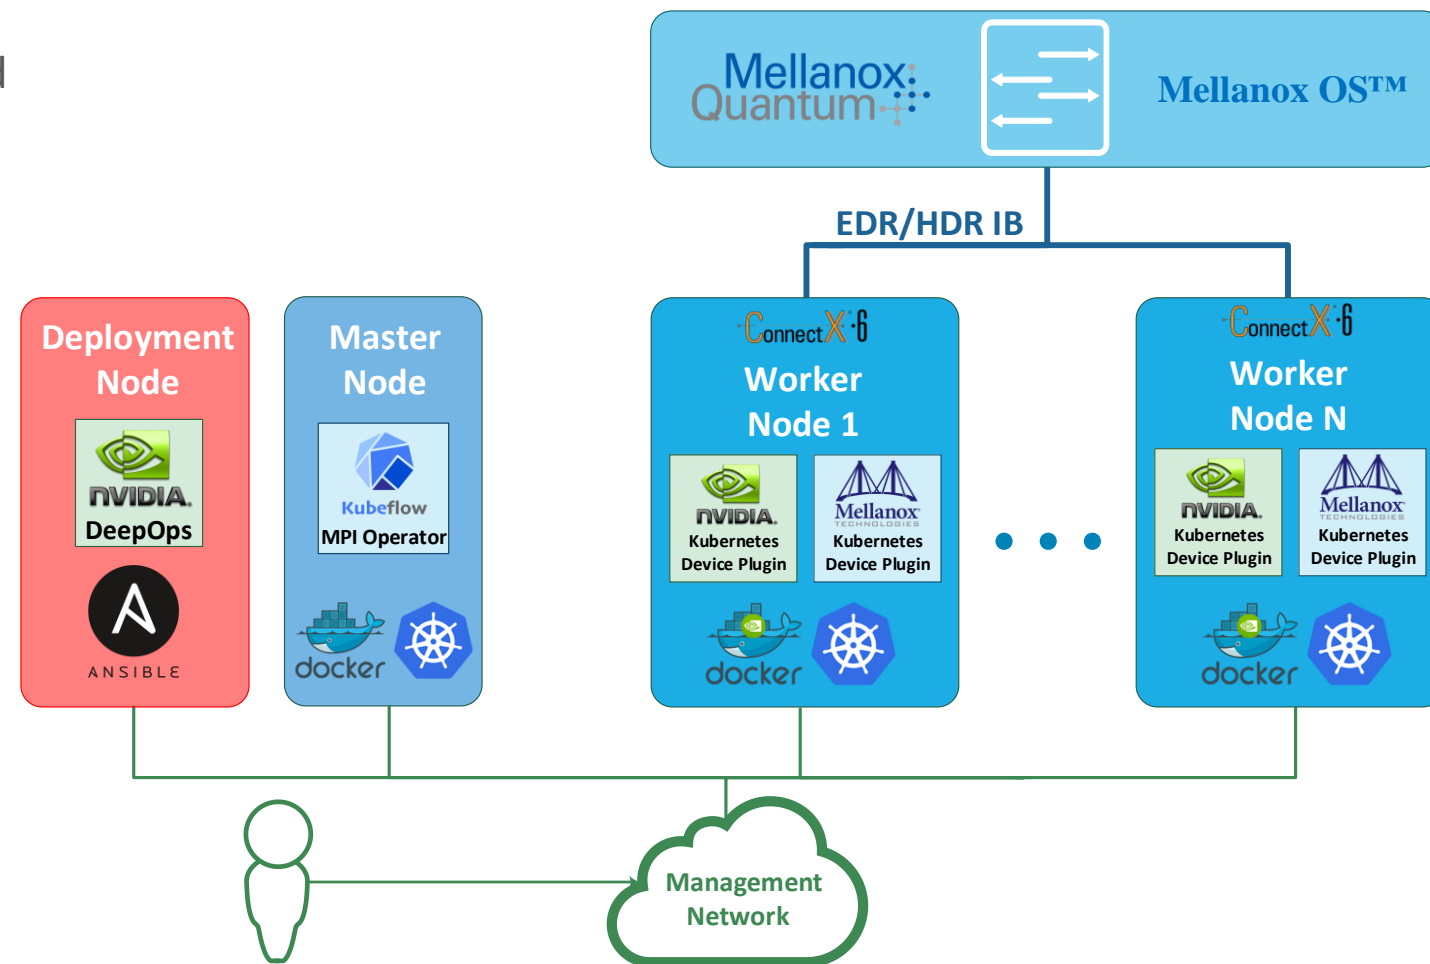 d
Mellanox
Quantum
Mellanox OS™
EDR/HDR IB
Deployment
Node
NVIDIA.
DeepOps
ANSIBLE
Master
Node
Kubeflow
MPI Operator
docker
ConnectX·6
Worker
Node 1
NVIDIA.
Kubernetes
Device Plugin
Mellanox
TECHNOLOGIES
Kubernetes
Device Plugin
docker
ConnectX·6
Worker
Node N
NVIDIA.
Kubernetes
Device Plugin
Mellanox
TECHNOLOGIES
Kubernetes
Device Plugin
docker
Management
Network